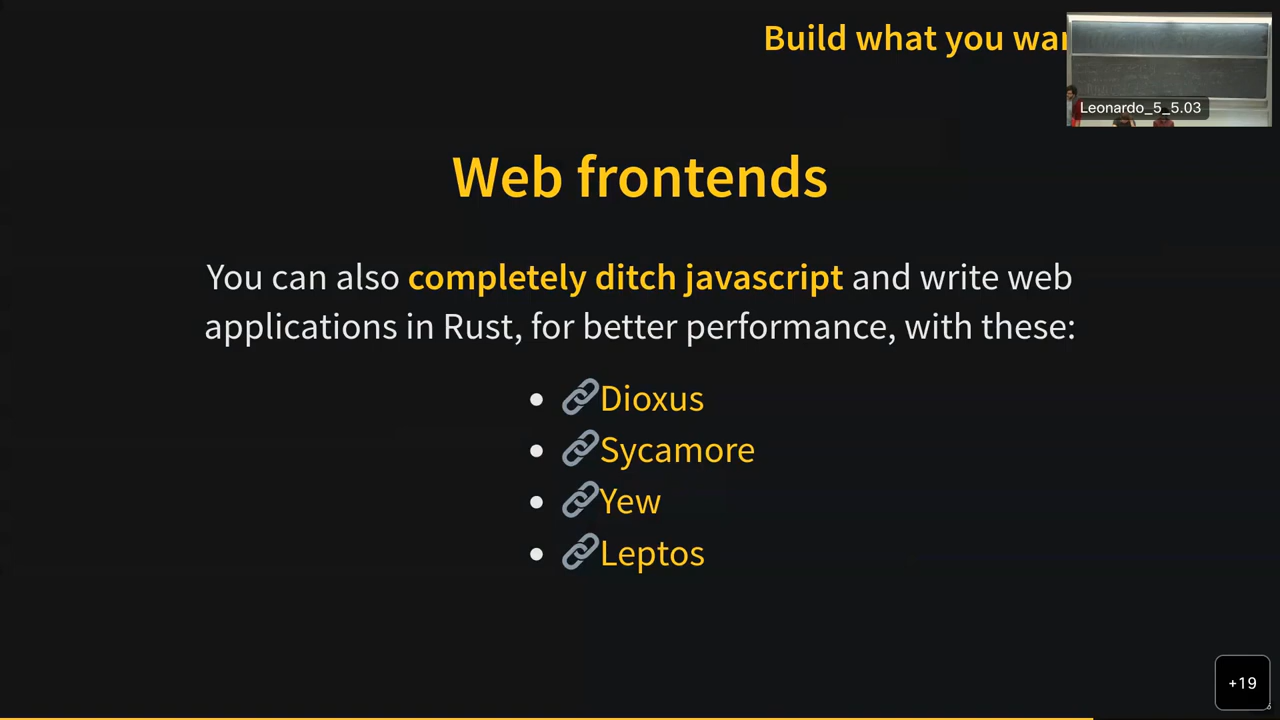 Build what you wan
Leonardo_5_5.03
Web frontends
You can also completely ditch javascript and write web
applications in Rust, for better performance, with these:
Dioxus
Sycamore
Yew
Leptos
+19